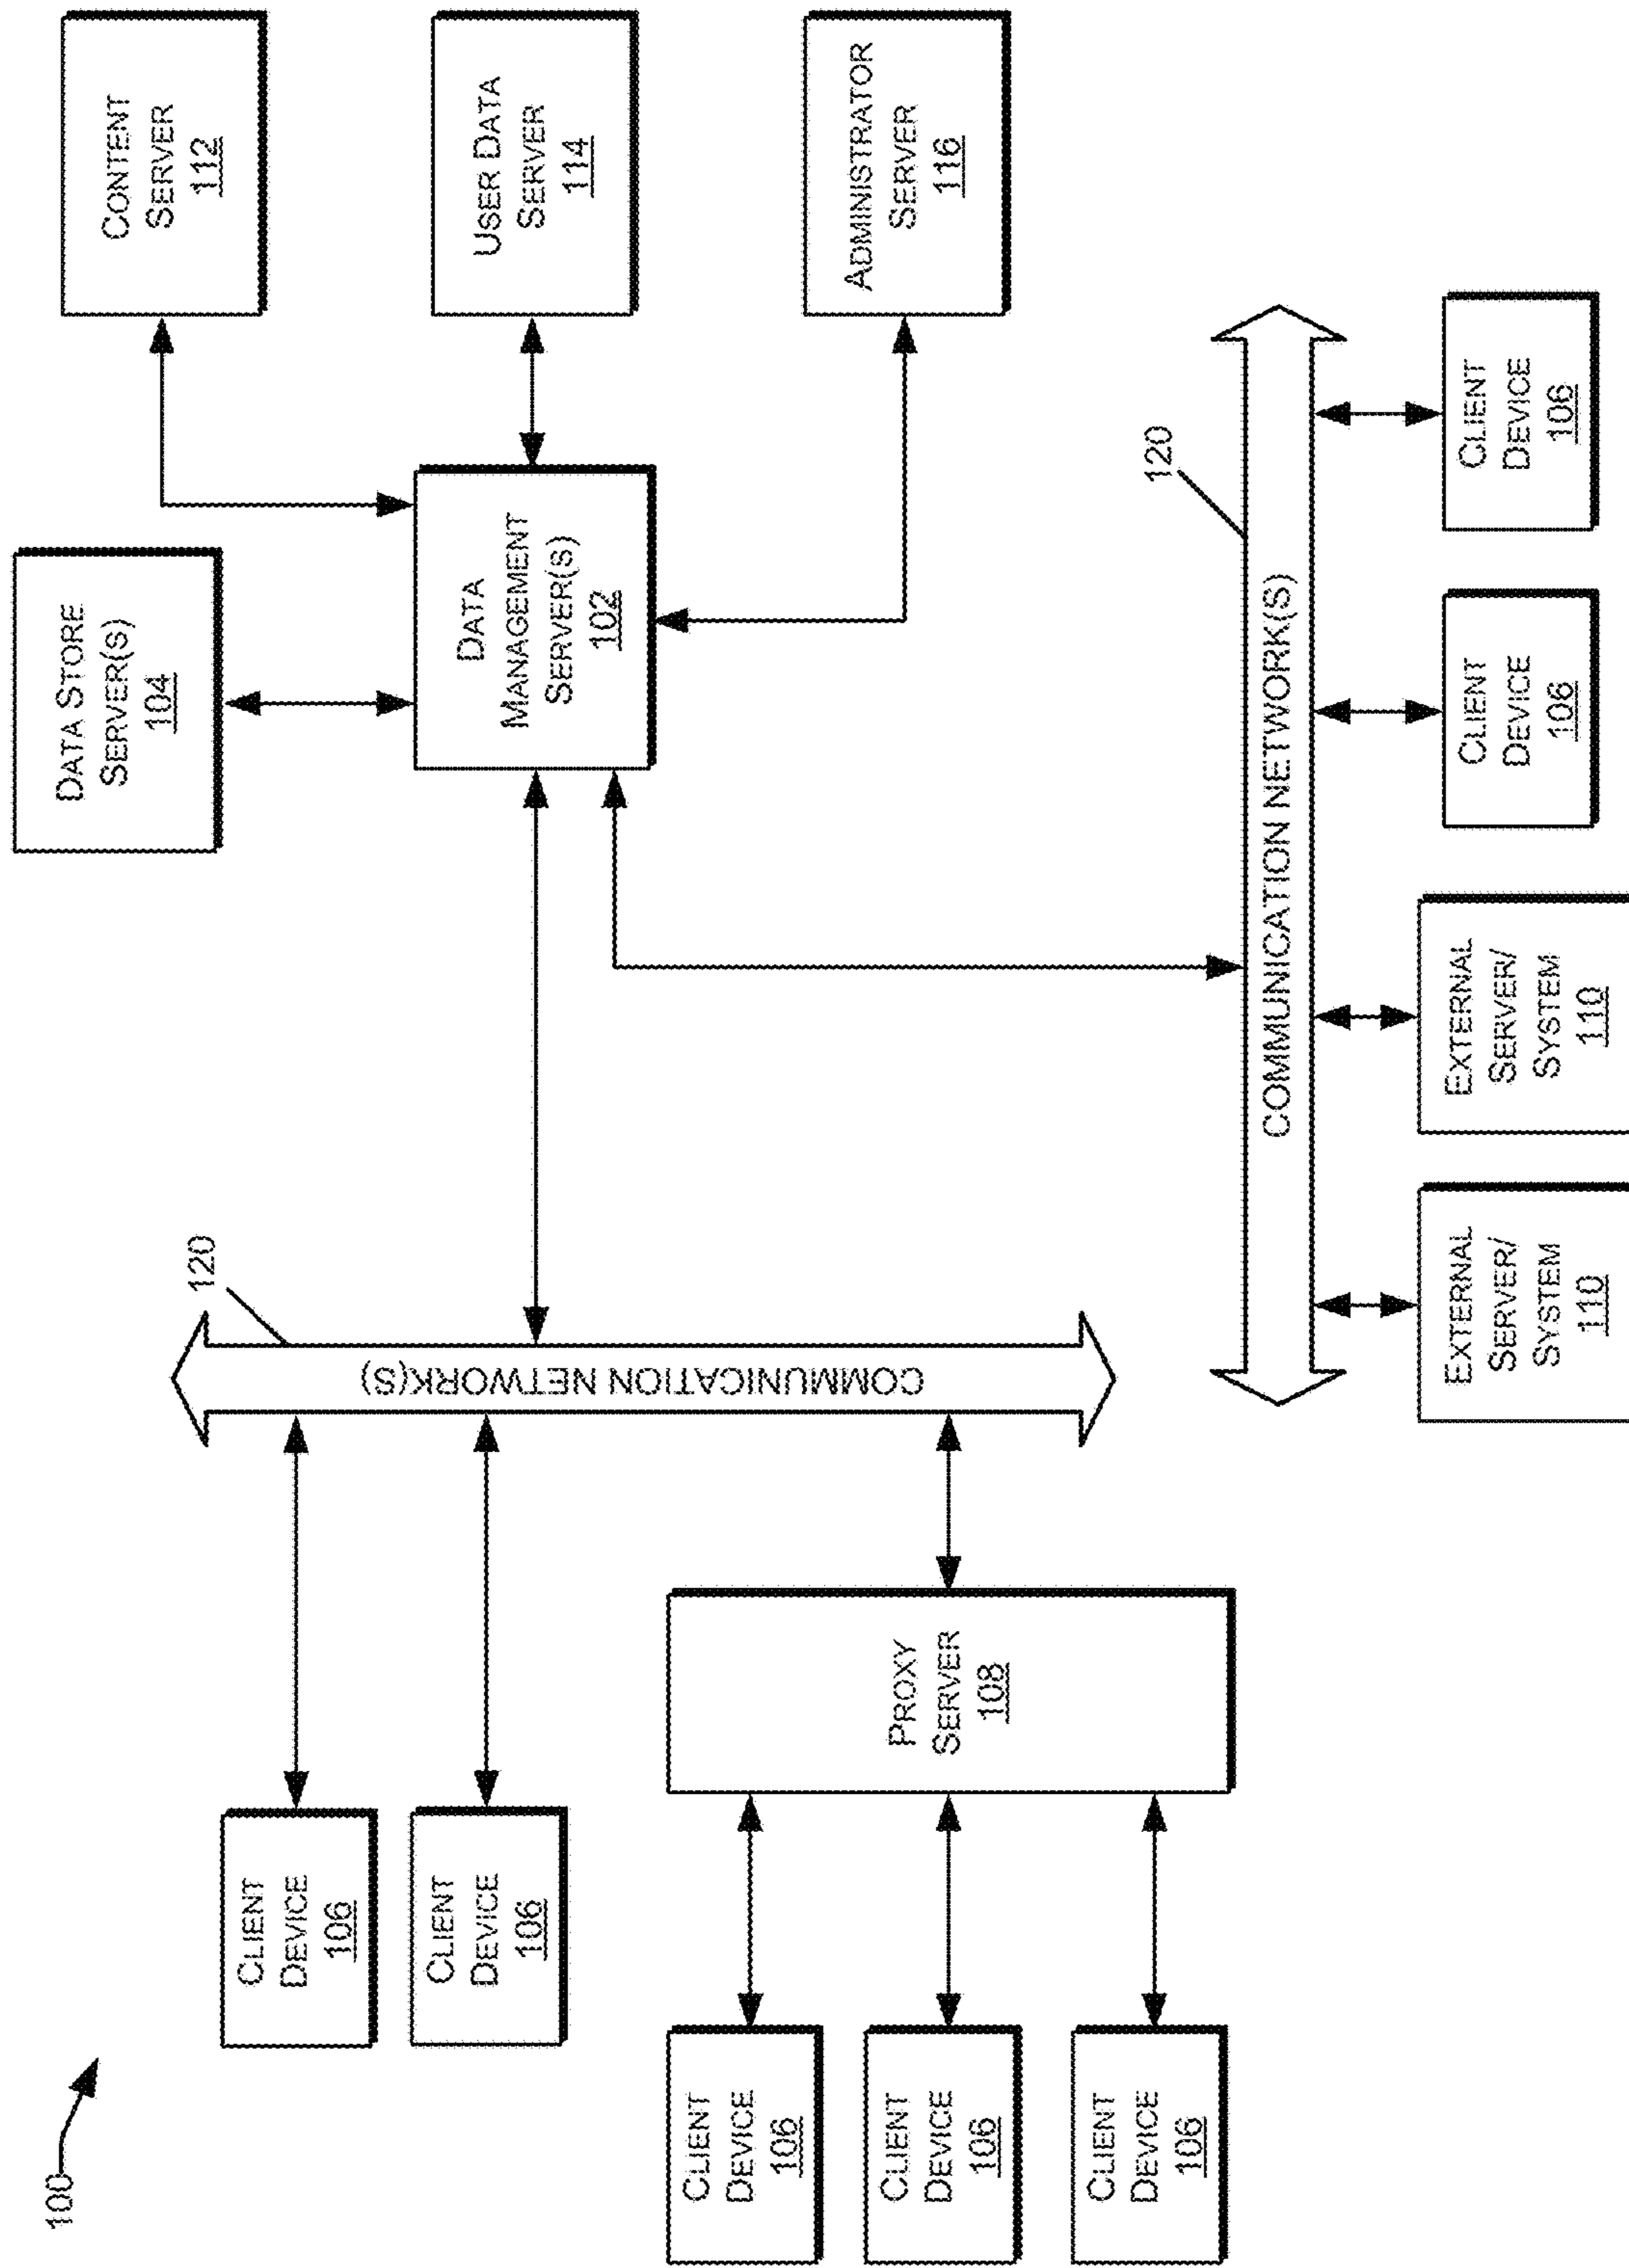 100
CLIENT
DEVICE
106
CLIENT
DEVICE
106
CLIENT
DEVICE
106
CLIENT
DEVICE
106
CLIENT
DEVICE
106
PROXY
SERVER
108
120
COMMUNICATION NETWORK(S)
DATA STORE
SERVER(S)
104
DATA
MANAGEMENT
SERVER(S)
102
CONTENT
SERVER
112
USER DATA
SERVER
114
ADMINISTRATOR
SERVER
116
120
COMMUNICATION NETWORK(S)
EXTERNAL
SERVER/
SYSTEM
110
EXTERNAL
SERVER/
SYSTEM
110
CLIENT
DEVICE
106
CLIENT
DEVICE
106